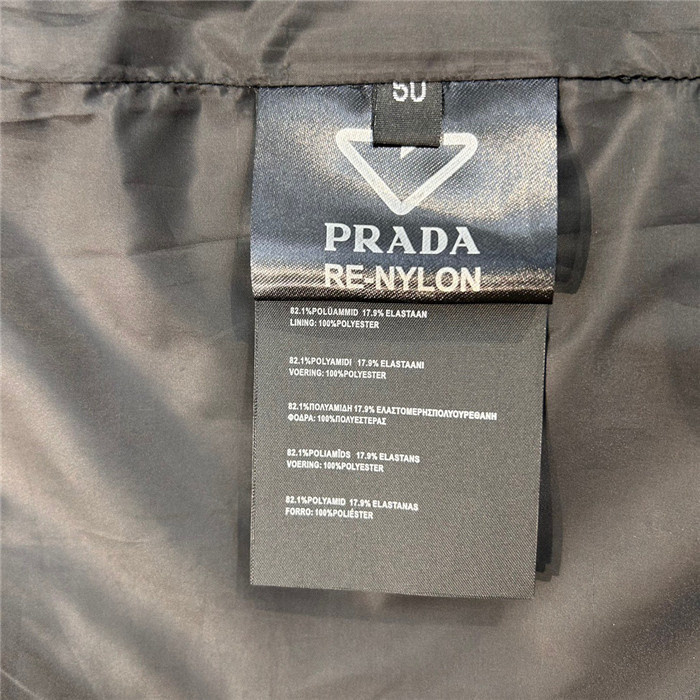 50
PRADA
RE-NYLON
82.1%POLÜAMMID 17.9% ELASTAAN
LINING: 100%POLYESTER
82.1%POLYAMIDI 17.9% ELASTAANI
VOERING: 100%POLYESTER
82.1%ΠΟΛΥΑΜΙΔΗ 17.9% ΕΛΑΣΤΟΜΕΡΗΣΠΟΛΥΟΥΡΕΘΑΝΗ
ΦΟΔΡΑ: 100%ΠΟΛΥΕΣΤΕΡΑΣ
82.1%POLIAMĪDS 17.9% ELASTANS
VOERING: 100%POLYESTER
82.1%POLYAMID 17.9% ELASTANAS
FORRO: 100%POLIÉSTER